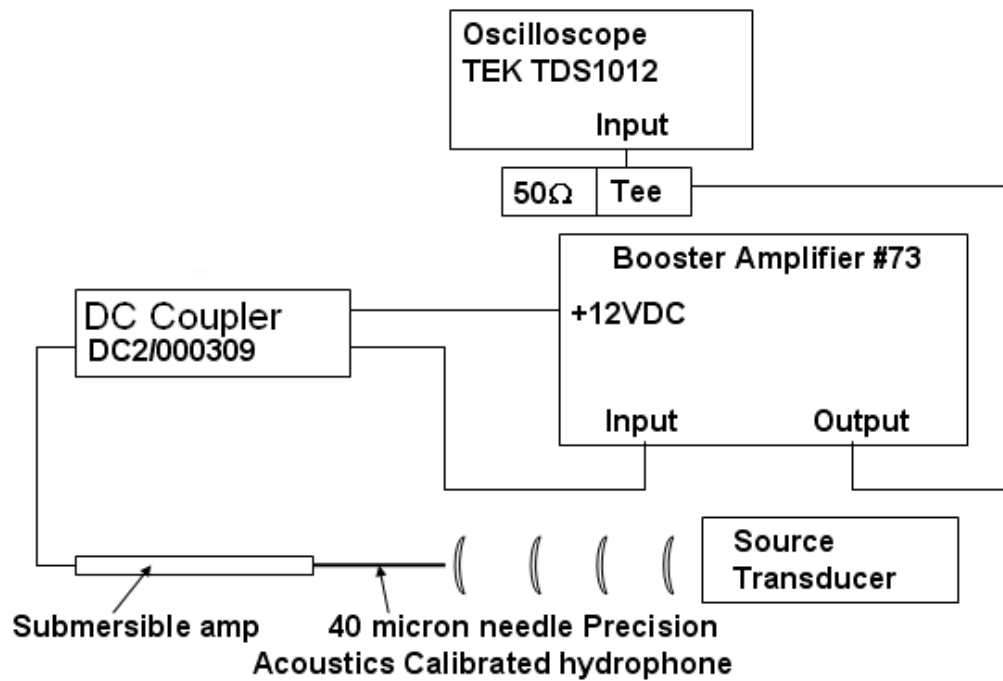 Oscilloscope
TEK TDS1012
Input
50Ω
Tee
Booster Amplifier #73
+12VDC
Input
Output
DC Coupler
DC2/000309
Source
Transducer
Submersible amp
40 micron needle Precision
Acoustics Calibrated hydrophone